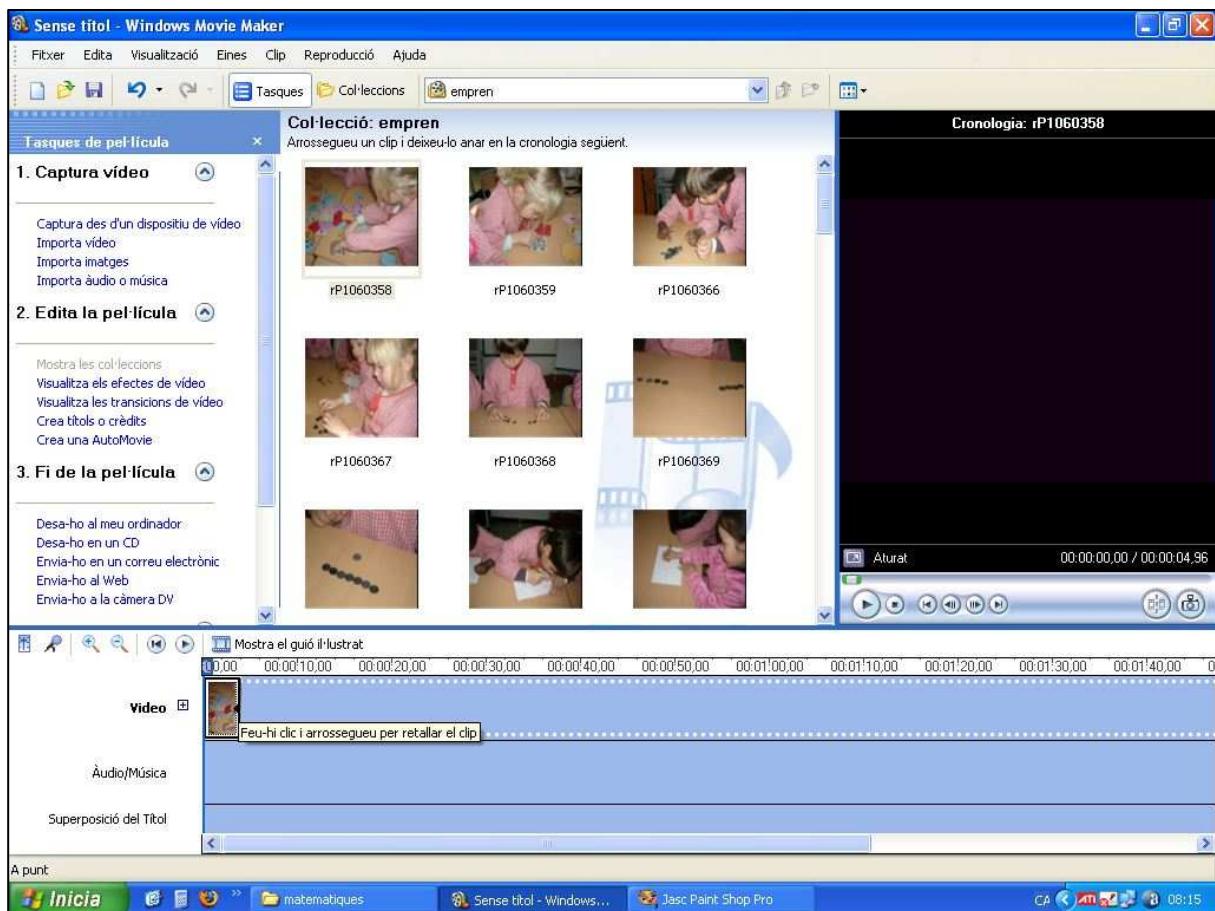 Sense títol - Windows Movie Maker
Fitxer Edita Visualització Eines Clip Reproducció Ajuda
Tasques Col·leccions empren
Tasques de pel·lícula
1. Captura vídeo
Captura des d'un dispositiu de vídeo
Importa vídeo
Importa imatges
Importa àudio o música
2. Edita la pel·lícula
Mostra les col·leccions
Visualitza els efectes de vídeo
Visualitza les transicions de vídeo
Crea títols o crèdits
Crea una AutoMovie
3. Fi de la pel·lícula
Desa-ho al meu ordinador
Desa-ho en un CD
Envia-ho en un correu electrònic
Envia-ho al Web
Envia-ho a la càmera DV
Col·lecció: empren
Arrossegueu un clip i deixeu-lo anar en la cronologia següent.
rP1060358 rP1060359 rP1060366
rP1060367 rP1060368 rP1060369
Cronologia: rP1060358
Aturat 00:00:00,00 / 00:00:04,96
Mostra el guió il·lustrat
00:00:10,00 00:00:20,00 00:00:30,00 00:00:40,00 00:00:50,00 00:01:00,00 00:01:10,00 00:01:20,00 00:01:30,00 00:01:40,00
Video
Feu-hi clic i arrossegueu per retallar el clip
Àudio/Música
Superposició del Títol
A punt
Inicia matematiques Sense títol - Windows... Jasc Paint Shop Pro CA 08:15